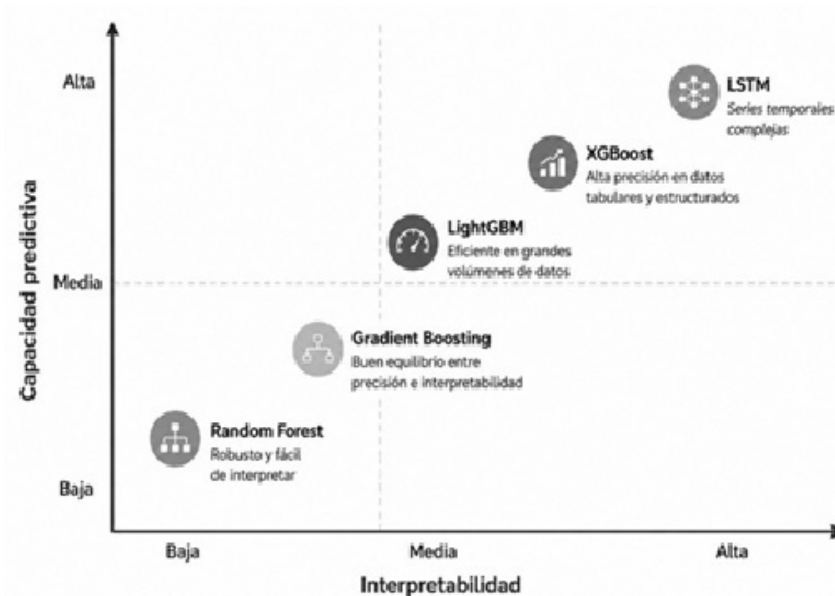 Alta
LSTM
Series temporales
complejas
XGBoost
Alta precisión en datos
tabulares y estructurados
LightGBM
Eficiente en grandes
volúmenes de datos
Capacidad predictiva
Media
Gradient Boosting
Buen equilibrio entre
precisión e interpretabilidad
Random Forest
Robusto y fácil
de interpretar
Baja
Baja
Media
Alta
Interpretabilidad